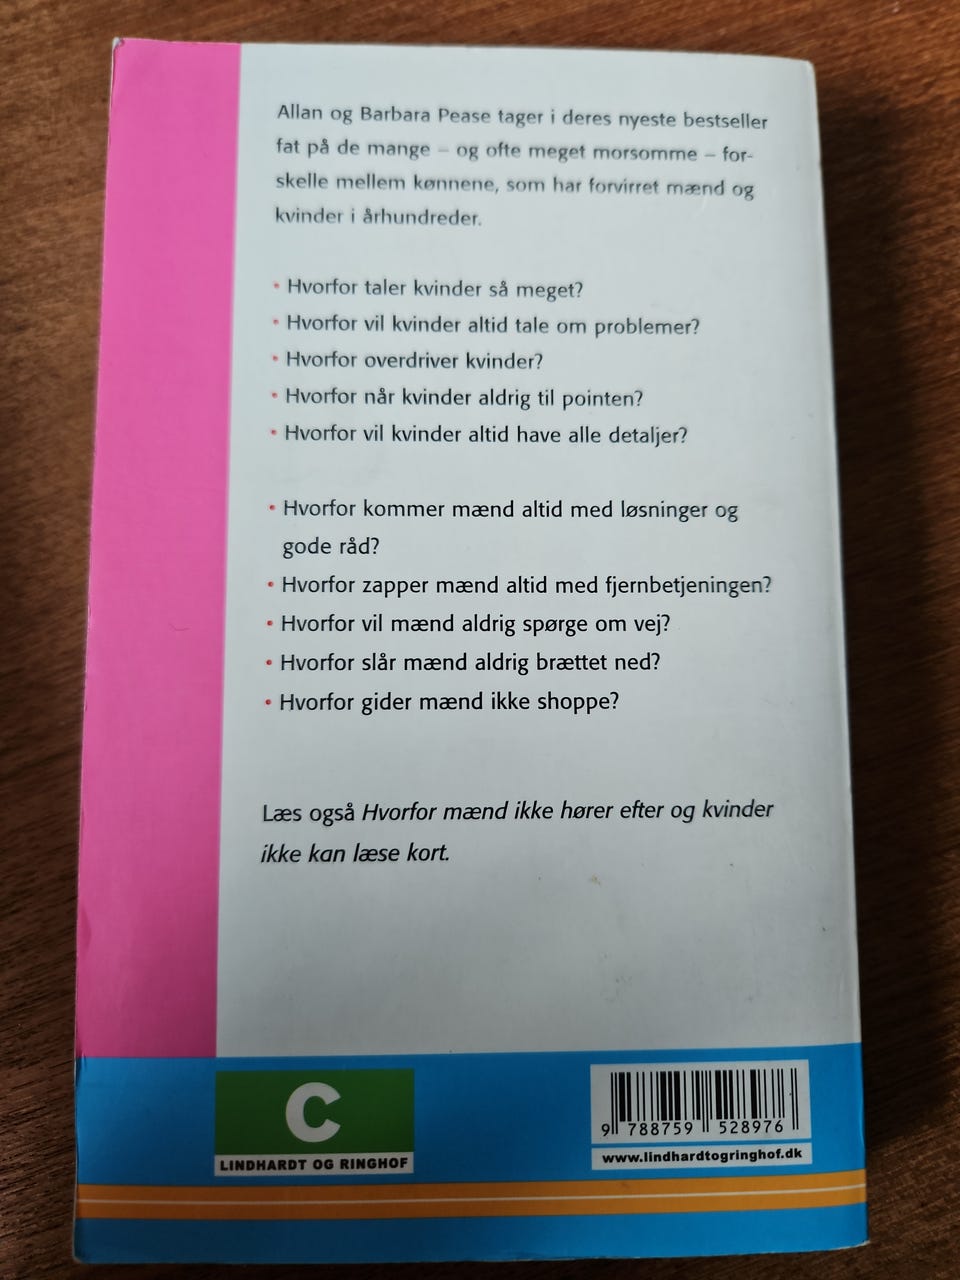 Allan og Barbara Pease tager i deres nyeste bestseller
fat på de mange – og ofte meget morsomme – for-
skelle mellem kønnene, som har forvirret mænd og
kvinder i århundreder.
• Hvorfor taler kvinder så meget?
• Hvorfor vil kvinder altid tale om problemer?
• Hvorfor overdriver kvinder?
• Hvorfor når kvinder aldrig til pointen?
• Hvorfor vil kvinder altid have alle detaljer?
• Hvorfor kommer mænd altid med løsninger og
gode råd?
• Hvorfor zapper mænd altid med fjernbetjeningen?
• Hvorfor vil mænd aldrig spørge om vej?
• Hvorfor slår mænd aldrig brættet ned?
• Hvorfor gider mænd ikke shoppe?
Læs også Hvorfor mænd ikke hører efter og kvinder
ikke kan læse kort.
C
LINDHARDT OG RINGHOF
9 788759 528976
www.lindhardtogringhof.dk